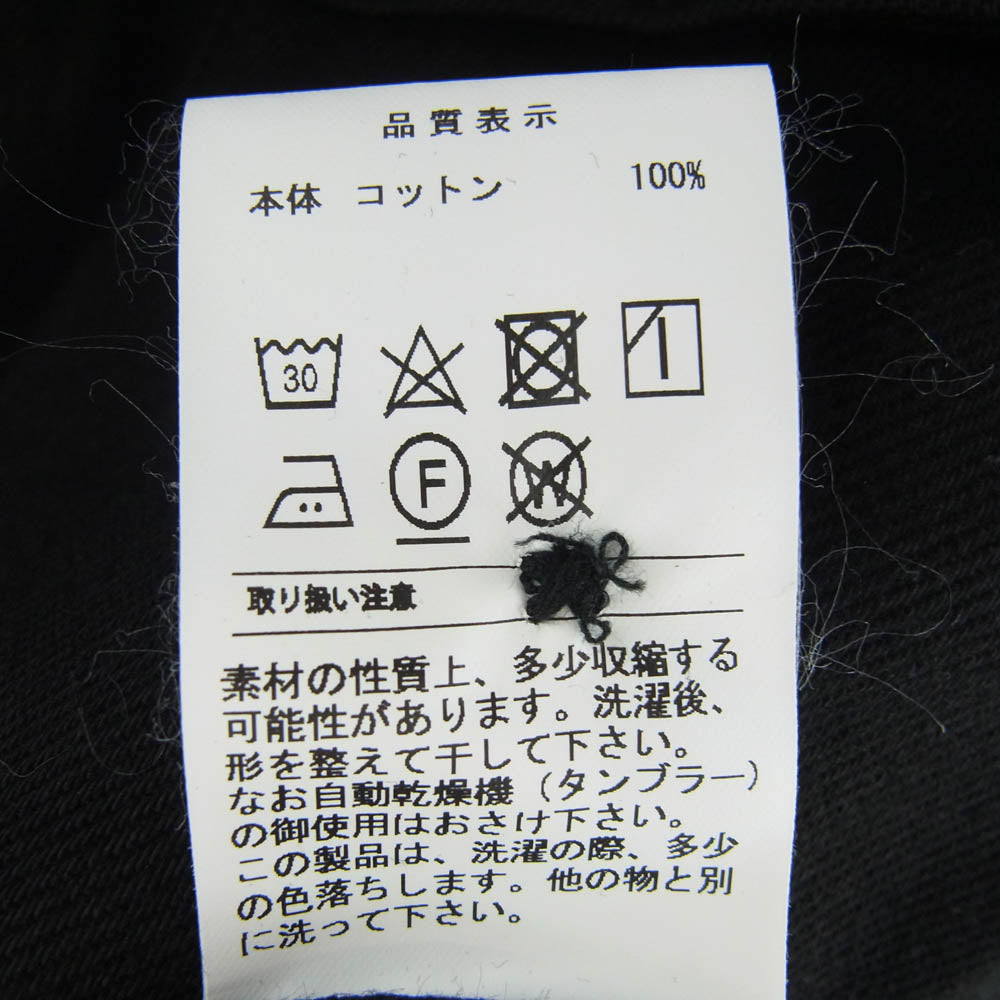 品質表示
本体 コットン 100%
30
F
W
取り扱い注意
素材の性質上、多少収縮する
可能性があります。洗濯後、
形を整えて干して下さい。
なお自動乾燥機（タンブラー）
の御使用はおさけ下さい。
この製品は、洗濯の際、多少
の色落ちします。他の物と別
に洗って下さい。